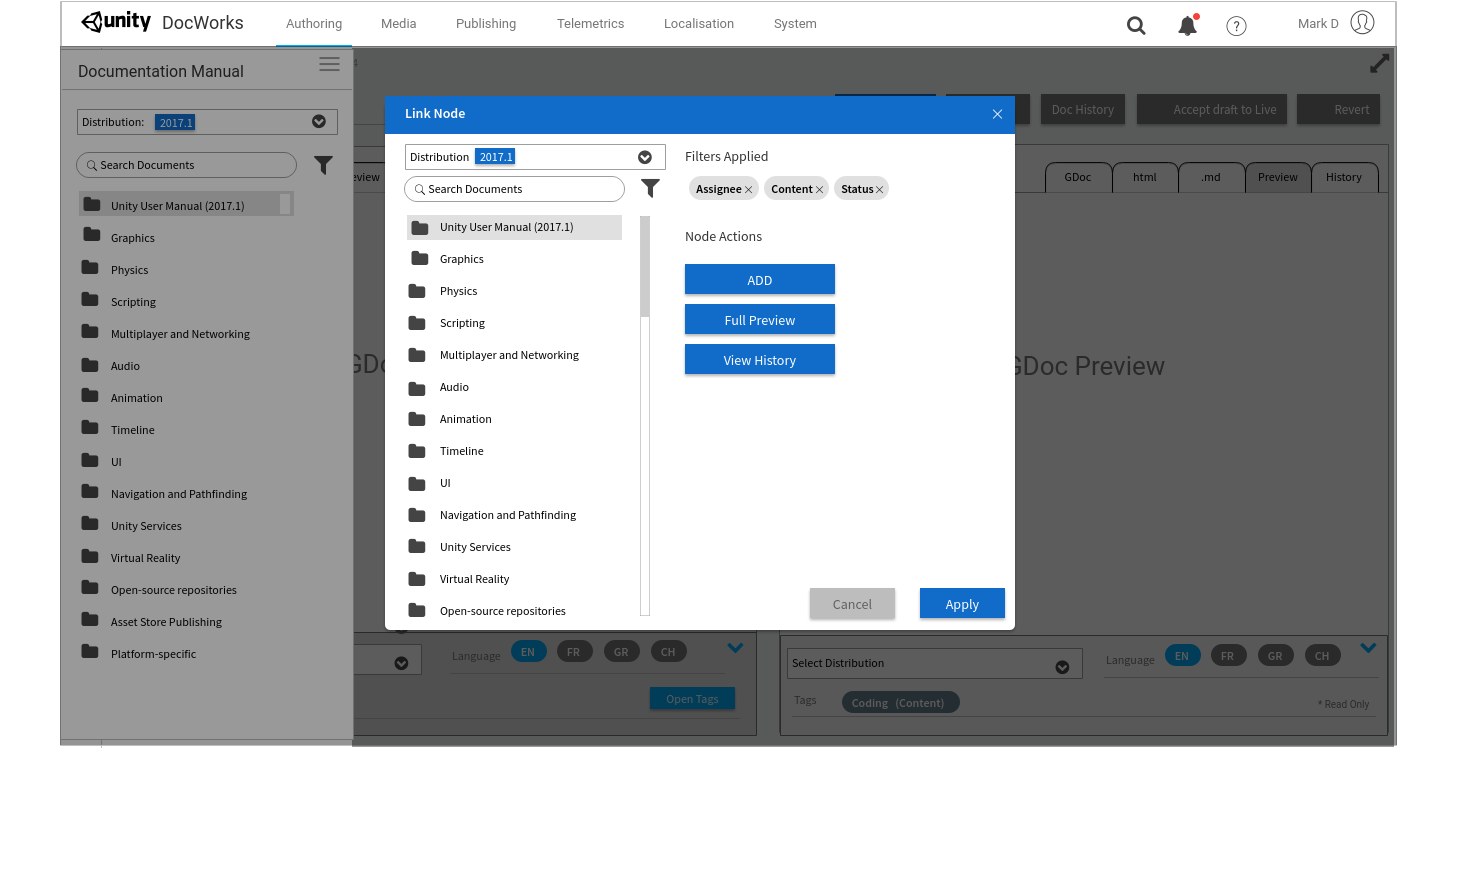 unity DocWorks Authoring Media Publishing Telemetrics Localisation System Mark D
Documentation Manual
Distribution: 2017.1
Search Documents
Unity User Manual (2017.1)
Graphics
Physics
Scripting
Multiplayer and Networking
Audio
Animation
Timeline
UI
Navigation and Pathfinding
Unity Services
Virtual Reality
Open-source repositories
Asset Store Publishing
Platform-specific
Doc History Accept draft to Live Revert
eview GDoc html .md Preview History
Link Node
Distribution 2017.1
Search Documents
Unity User Manual (2017.1)
Graphics
Physics
Scripting
Multiplayer and Networking
Audio
Animation
Timeline
UI
Navigation and Pathfinding
Unity Services
Virtual Reality
Open-source repositories
Filters Applied
Assignee Content Status
Node Actions
ADD
Full Preview
View History
Cancel Apply
GDoc Preview
Language EN FR GR CH
Open Tags
Select Distribution
Language EN FR GR CH
Tags Coding (Content)
* Read Only